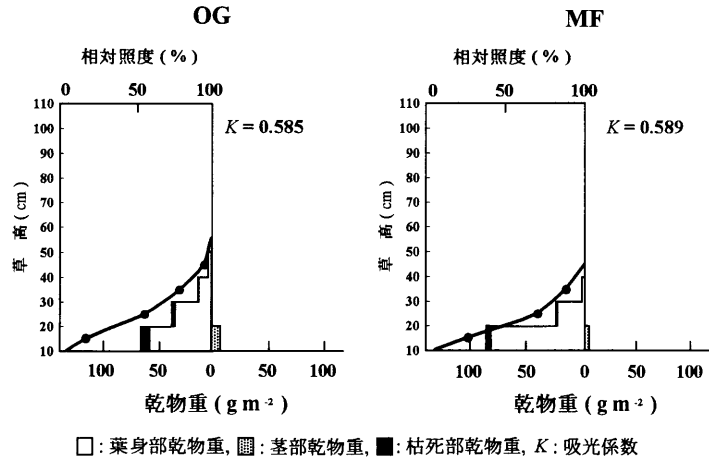 OG
相対照度 (%)
0 50 100
K = 0.585
110
100
90
80
70
60
50
40
30
20
10
草 高 (cm)
100 50 0 50 100
乾物重 (g m-2)
MF
相対照度 (%)
0 50 100
K = 0.589
110
100
90
80
70
60
50
40
30
20
10
草 高 (cm)
100 50 0 50 100
乾物重 (g m-2)
□ : 葉身部乾物重, : 茎部乾物重, ■ : 枯死部乾物重, K : 吸光係数